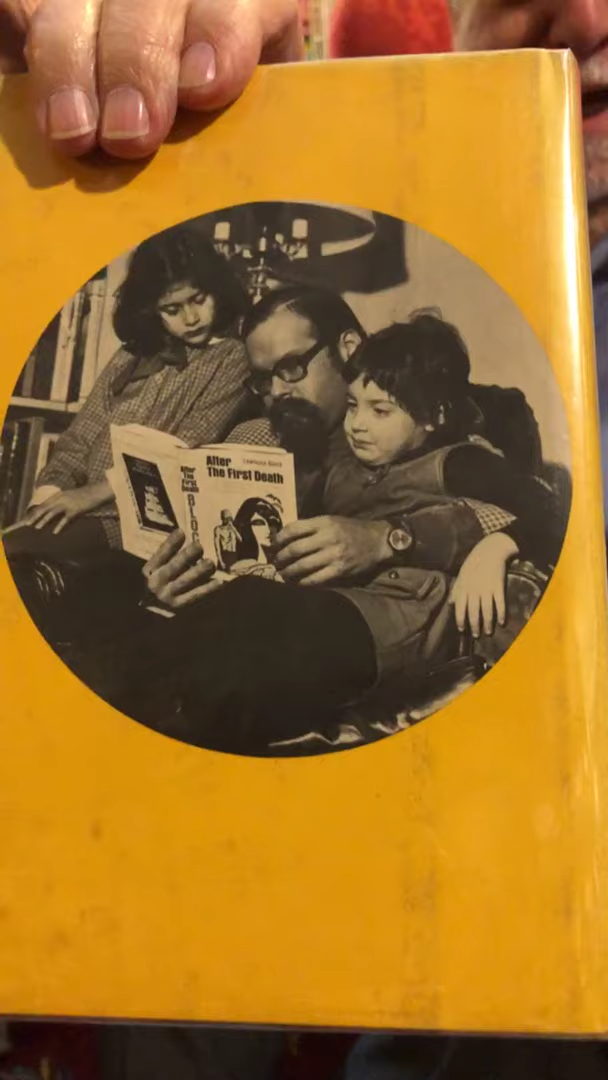 After
The First Death
Lawrence Block
After
The First
Death
BLOC